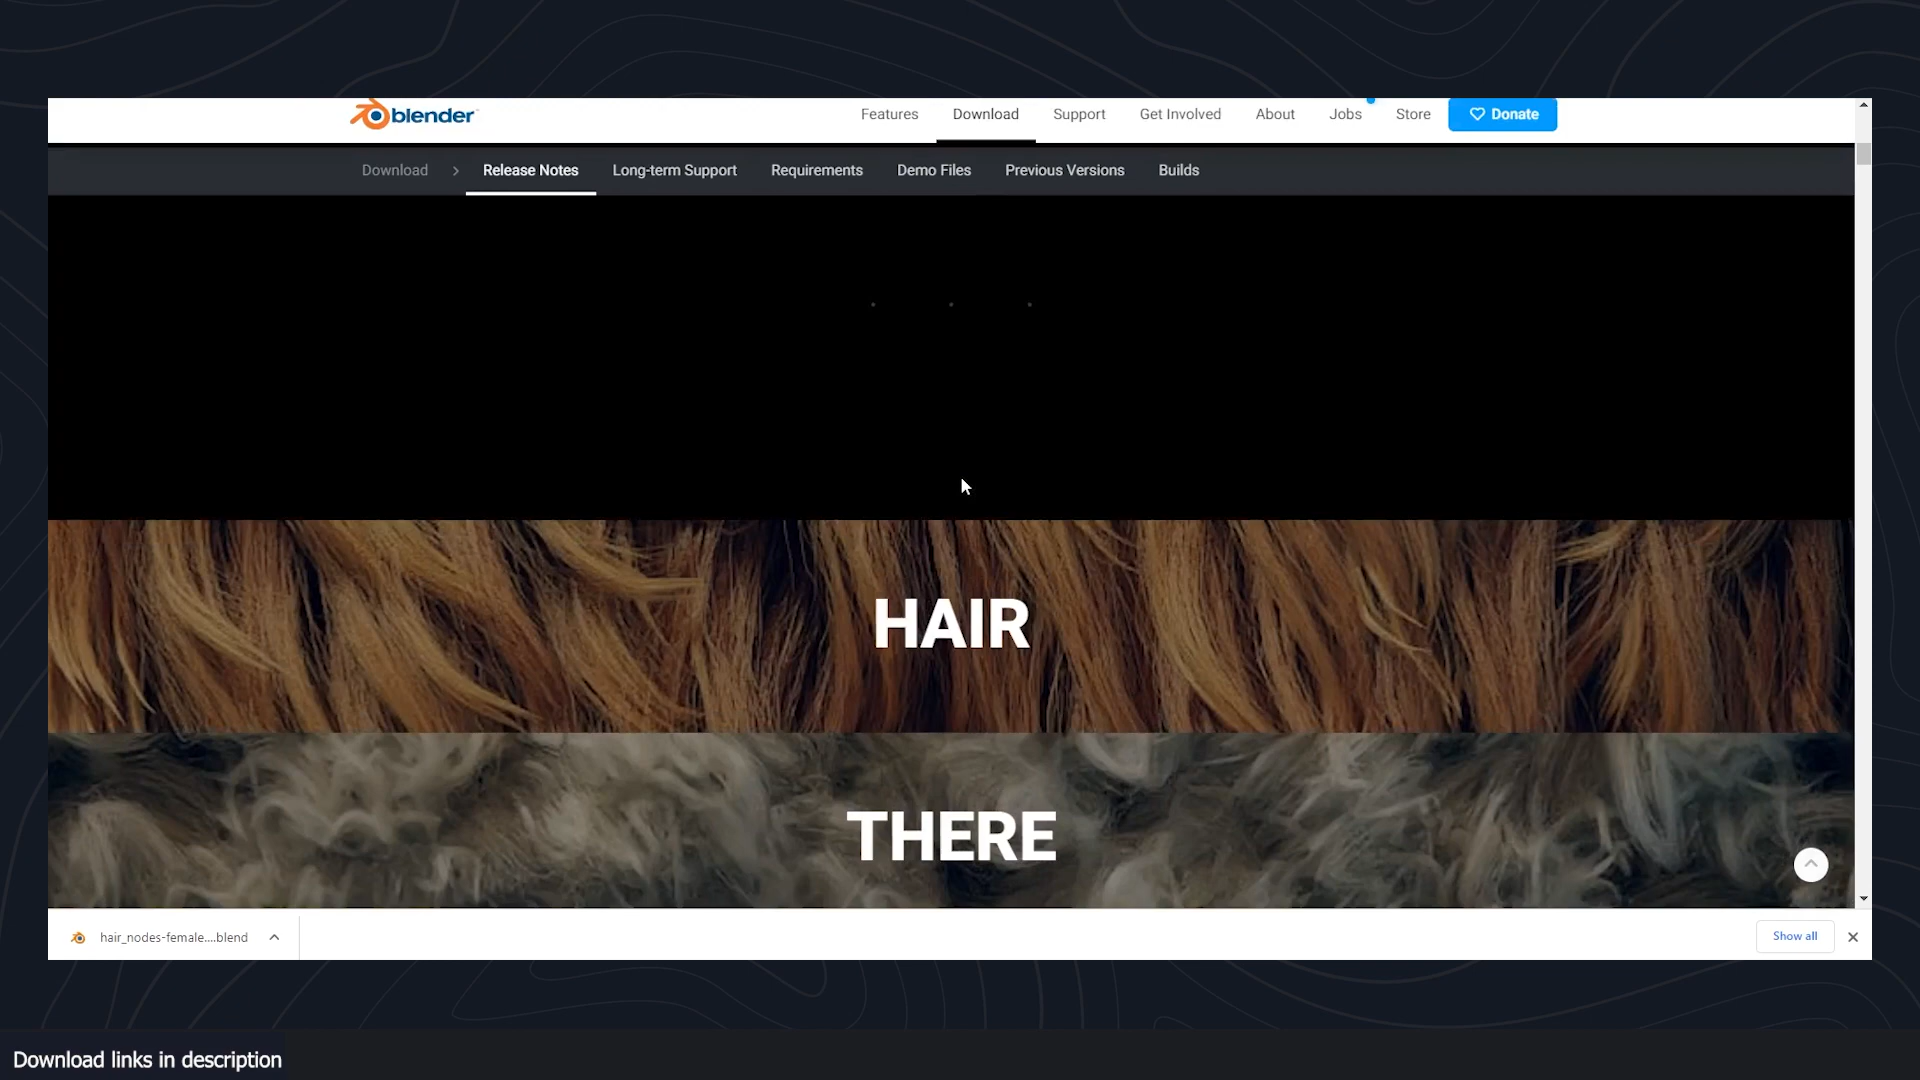 blender
Features Download Support Get Involved About Jobs Store Donate
Download Release Notes Long-term Support Requirements Demo Files Previous Versions Builds
HAIR
THERE
hair_nodes-female....blend
Show all
Download links in description